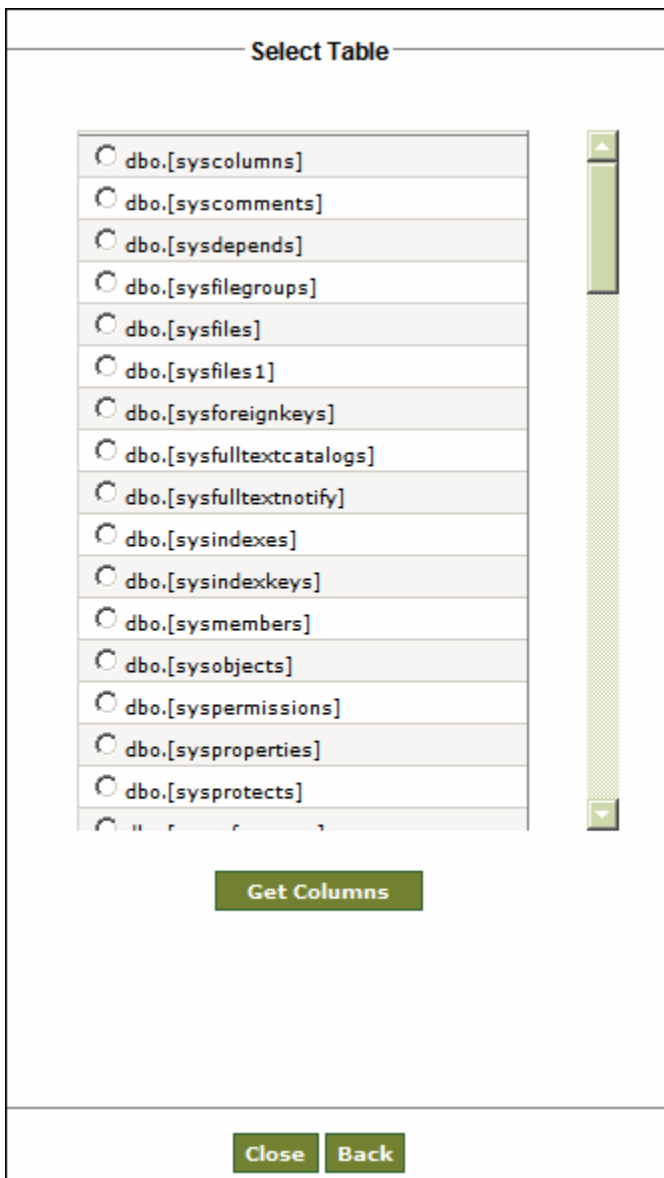 Select Table
dbo.[syscolumns]
dbo.[syscomments]
dbo.[sysdepends]
dbo.[sysfilegroups]
dbo.[sysfiles]
dbo.[sysfiles1]
dbo.[sysforeignkeys]
dbo.[sysfulltextcatalogs]
dbo.[sysfulltextnotify]
dbo.[sysindexes]
dbo.[sysindexkeys]
dbo.[sysmembers]
dbo.[sysobjects]
dbo.[syspermissions]
dbo.[sysproperties]
dbo.[sysprotects]
Get Columns
Close Back